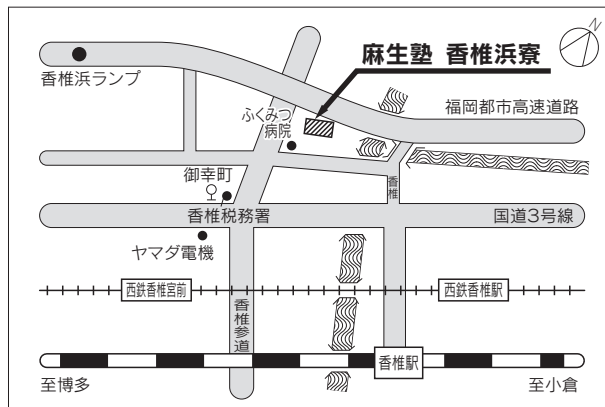 N
麻生塾 香椎浜寮
香椎浜ランプ
福岡都市高速道路
ふくみつ
病院
御幸町
香椎
香椎税務署
国道3号線
ヤマダ電機
西鉄香椎宮前
西鉄香椎駅
香椎参道
香椎駅
至博多
至小倉